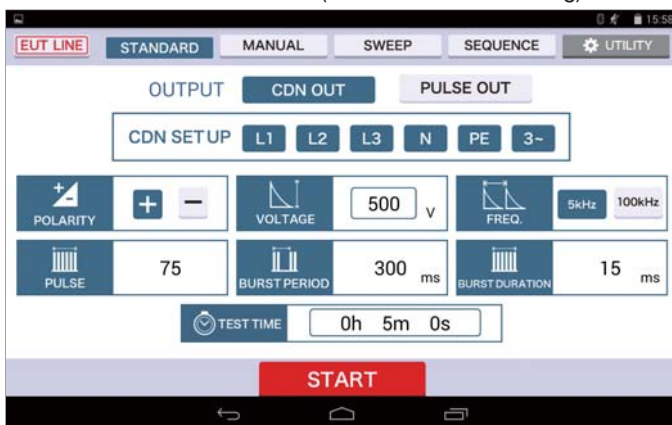 15:58
EUT LINE STANDARD MANUAL SWEEP SEQUENCE UTILITY
OUTPUT CDN OUT PULSE OUT
CDN SETUP L1 L2 L3 N PE 3~
POLARITY + − VOLTAGE 500 V FREQ. 5kHz 100kHz
PULSE 75 BURST PERIOD 300 ms BURST DURATION 15 ms
TEST TIME 0h 5m 0s
START